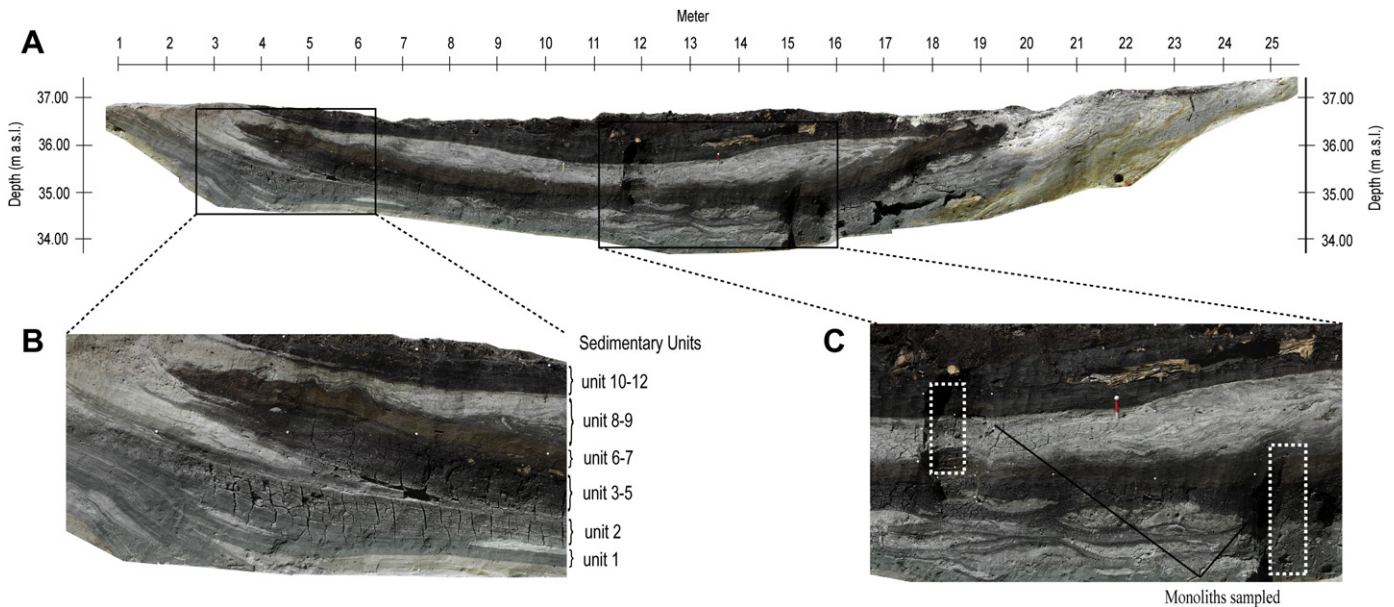 Meter
A
1 2 3 4 5 6 7 8 9 10 11 12 13 14 15 16 17 18 19 20 21 22 23 24 25
Depth (m a.s.l.)
37.00
36.00
35.00
34.00
37.00
36.00
35.00
34.00
Depth (m a.s.l.)
B
Sedimentary Units
unit 10-12
unit 8-9
unit 6-7
unit 3-5
unit 2
unit 1
C
Monoliths sampled